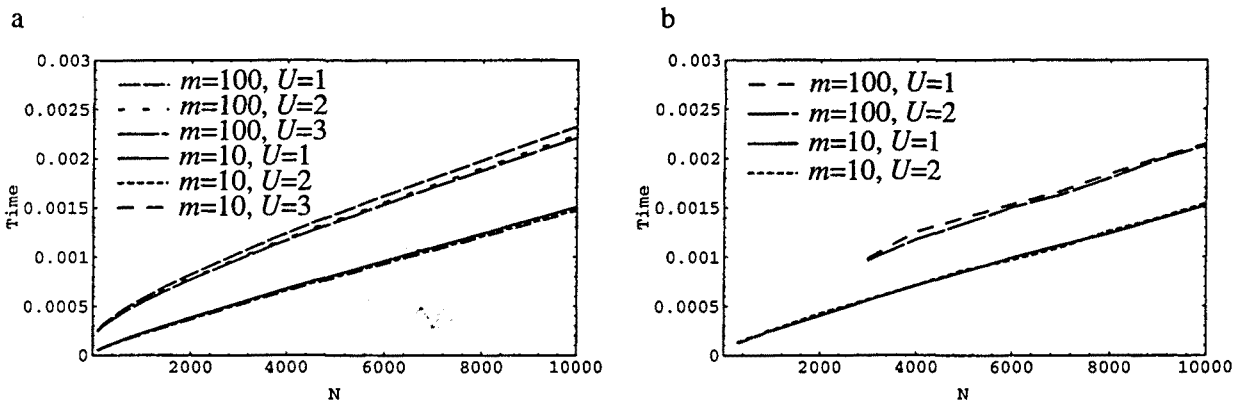 a
0.003
0.0025
0.002
0.0015
0.001
0.0005
0
Time
m=100, U=1
m=100, U=2
m=100, U=3
m=10, U=1
m=10, U=2
m=10, U=3
2000 4000 6000 8000 10000
N
b
0.003
0.0025
0.002
0.0015
0.001
0.0005
0
Time
m=100, U=1
m=100, U=2
m=10, U=1
m=10, U=2
2000 4000 6000 8000 10000
N